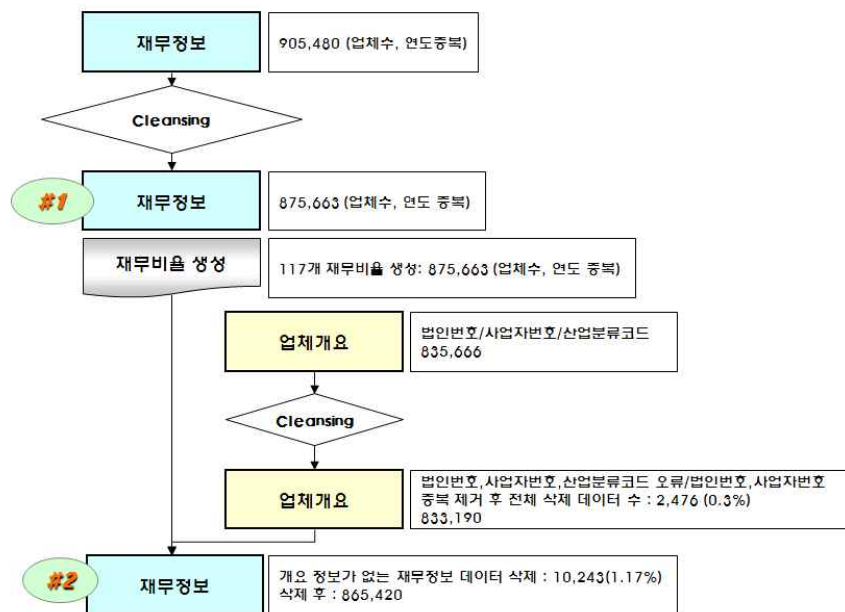 재무정보
905,480 (업체수, 연도중복)
Cleansing
#1
재무정보
875,663 (업체수, 연도 중복)
재무비율 생성
117개 재무비율 생성: 875,663 (업체수, 연도 중복)
업체개요
법인번호/사업자번호/산업분류코드
835,666
Cleansing
업체개요
법인번호,사업자번호,산업분류코드 오류/법인번호,사업자번호
중복 제거 후 전체 삭제 데이터 수 : 2,476 (0.3%)
833,190
#2
재무정보
개요 정보가 없는 재무정보 데이터 삭제 : 10,243(1.17%)
삭제 후 : 865,420